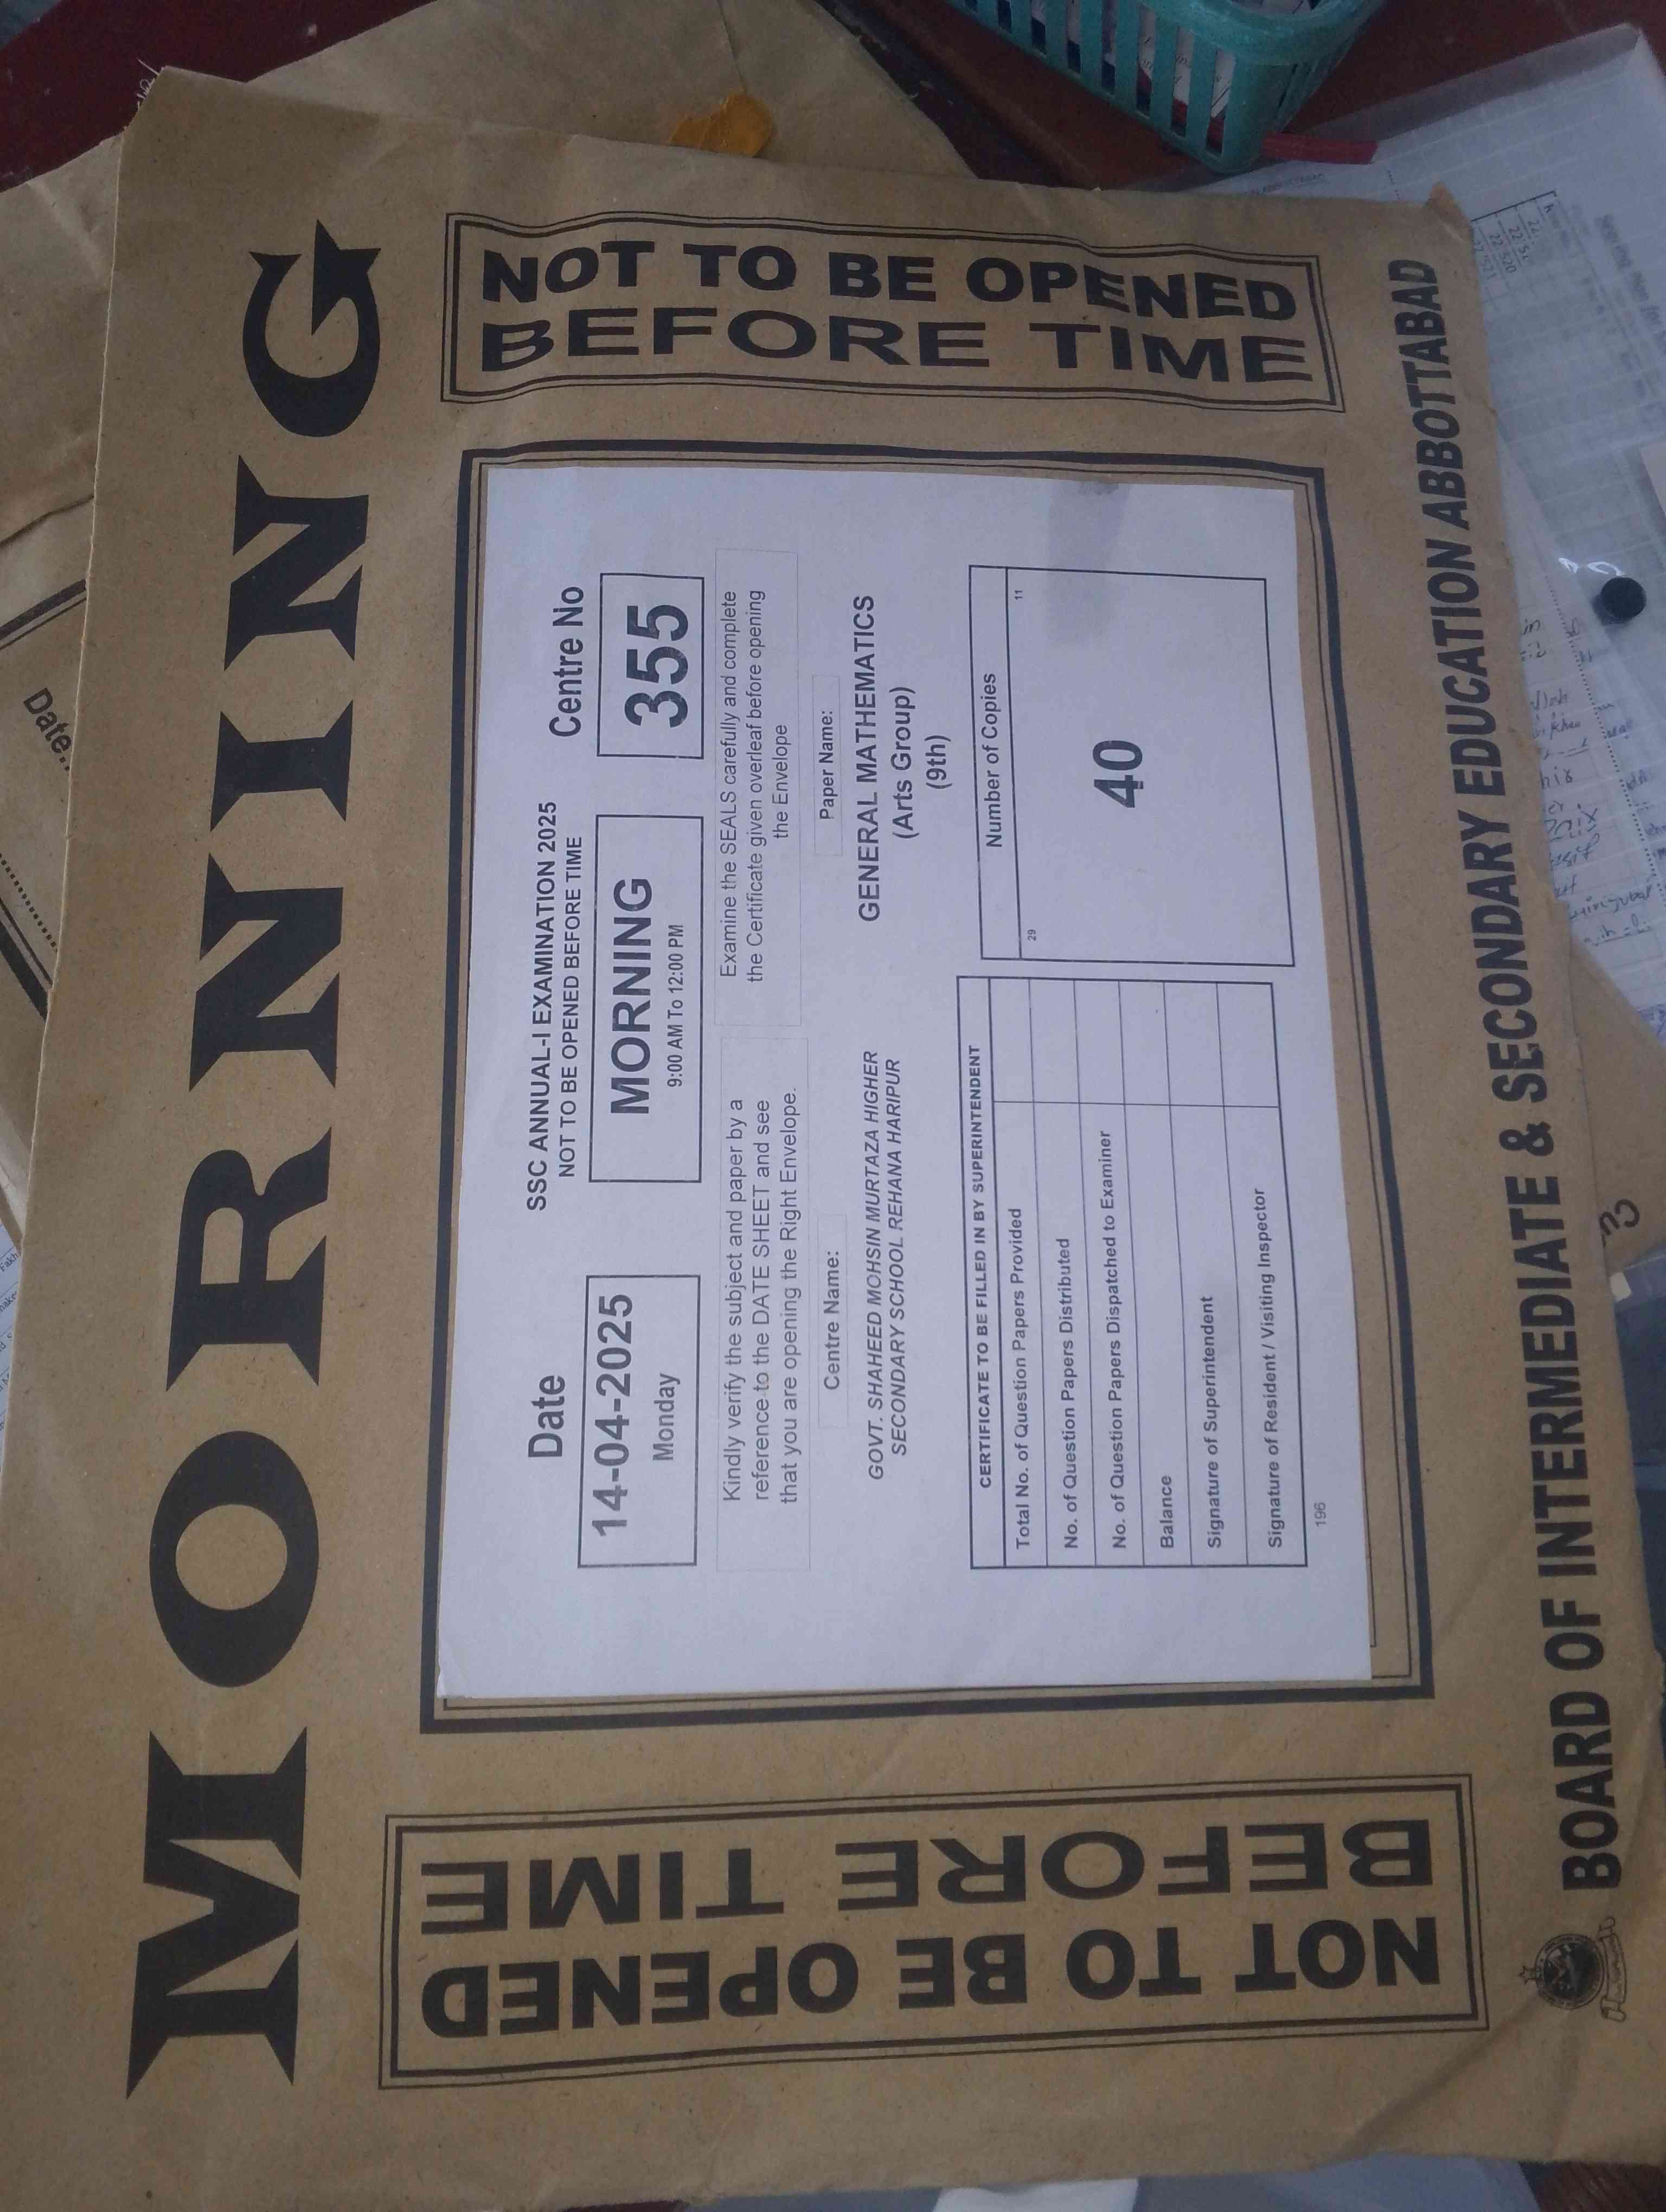 MORNING
NOT TO BE OPENED
BEFORE TIME
NOT TO BE OPENED
BEFORE TIME
SSC ANNUAL-I EXAMINATION 2025
NOT TO BE OPENED BEFORE TIME
Date
14-04-2025
Monday
MORNING
9:00 AM To 12:00 PM
Centre No
355
Kindly verify the subject and paper by a
reference to the DATE SHEET and see
that you are opening the Right Envelope.
Examine the SEALS carefully and complete
the Certificate given overleaf before opening
the Envelope
Centre Name:
GOVT. SHAHEED MOHSIN MURTAZA HIGHER
SECONDARY SCHOOL REHANA HARIPUR
Paper Name:
GENERAL MATHEMATICS
(Arts Group)
(9th)
CERTIFICATE TO BE FILLED IN BY SUPERINTENDENT
Total No. of Question Papers Provided
No. of Question Papers Distributed
No. of Question Papers Dispatched to Examiner
Balance
Signature of Superintendent
Signature of Resident / Visiting Inspector
Number of Copies
29
11
40
196
BOARD OF INTERMEDIATE & SECONDARY EDUCATION ABBOTTABAD
Date